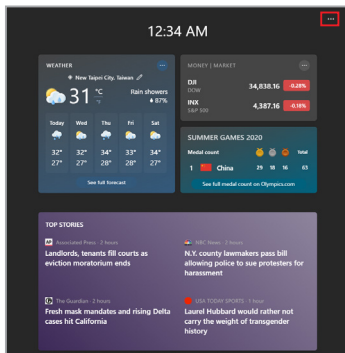 12:34 AM
WEATHER
New Taipei City, Taiwan
31 °C
°F
Rain showers
87%
Today Wed Thu Fri Sat
32° 32° 34° 33° 34°
27° 27° 28° 28° 27°
See full forecast
MONEY | MARKET
DJI
DOW
34,838.16 -0.28%
INX
S&P 500
4,387.16 -0.18%
SUMMER GAMES 2020
Medal count Total
1 China 29 18 16 63
See full medal count on Olympics.com
TOP STORIES
AP Associated Press · 2 hours
Landlords, tenants fill courts as
eviction moratorium ends
NBC News · 2 hours
N.Y. county lawmakers pass bill
allowing police to sue protesters for
harassment
The Guardian · 2 hours
Fresh mask mandates and rising Delta
cases hit California
USA TODAY SPORTS · 1 hour
Laurel Hubbard would rather not
carry the weight of transgender
history